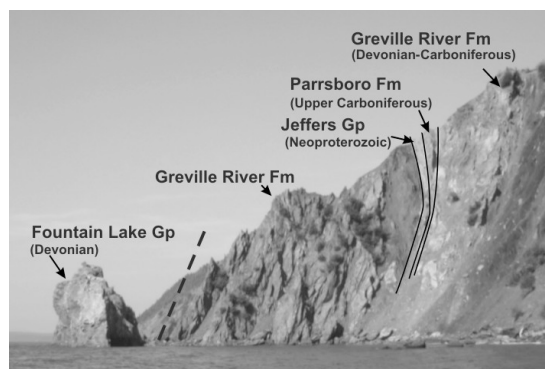 Greville River Fm
(Devonian-Carboniferous)
Parrsboro Fm
(Upper Carboniferous)
Jeffers Gp
(Neoproterozoic)
Greville River Fm
Fountain Lake Gp
(Devonian)